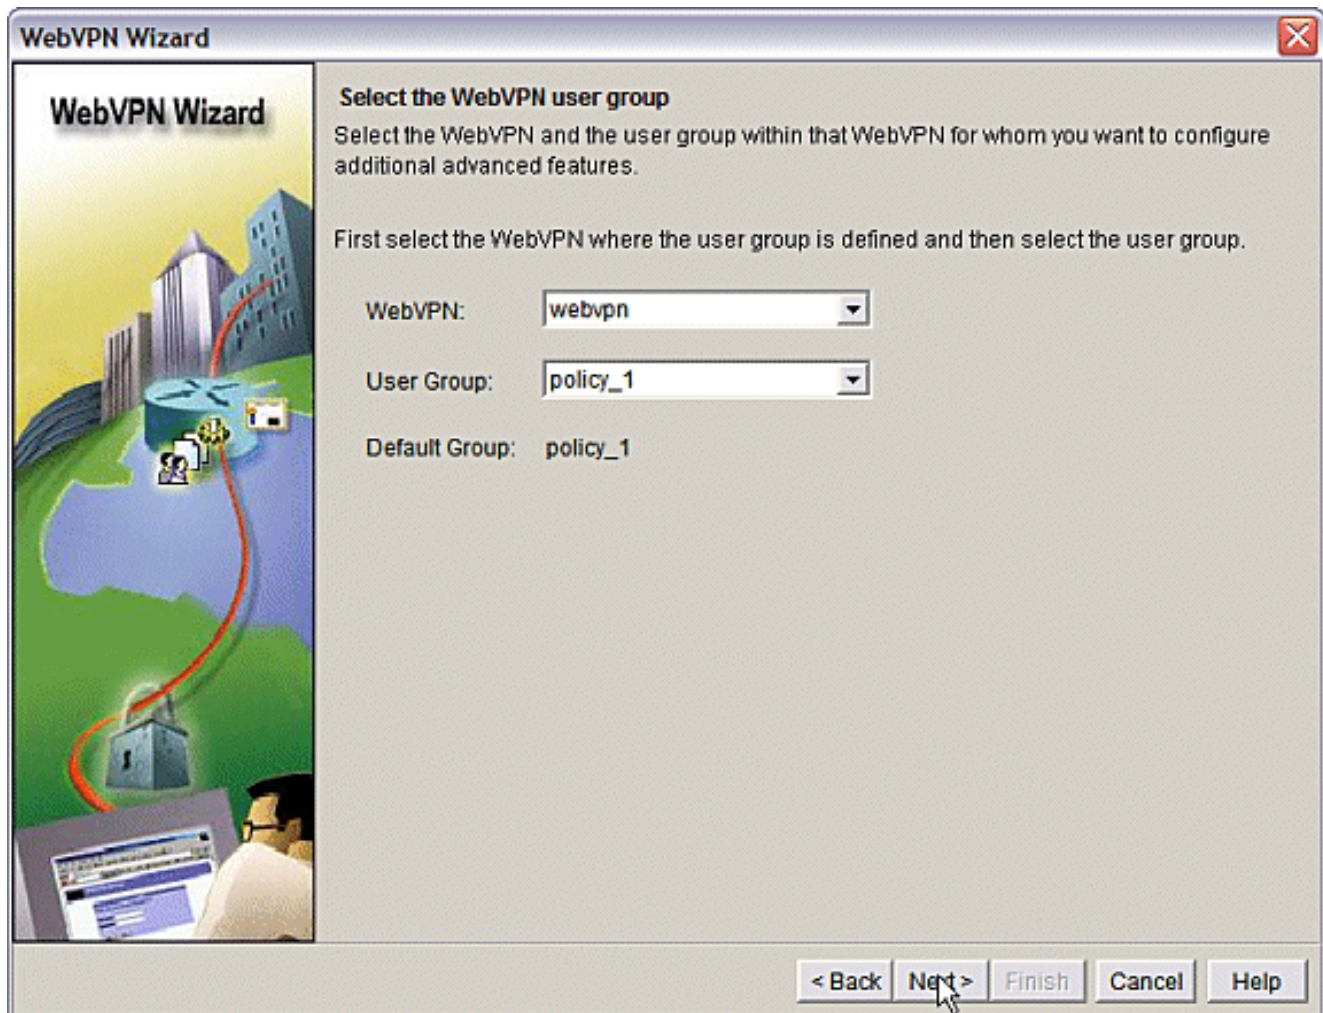 WebVPN Wizard
WebVPN Wizard
Select the WebVPN user group
Select the WebVPN and the user group within that WebVPN for whom you want to configure
additional advanced features.
First select the WebVPN where the user group is defined and then select the user group.
WebVPN: webvpn
User Group: policy_1
Default Group: policy_1
< Back Next > Finish Cancel Help